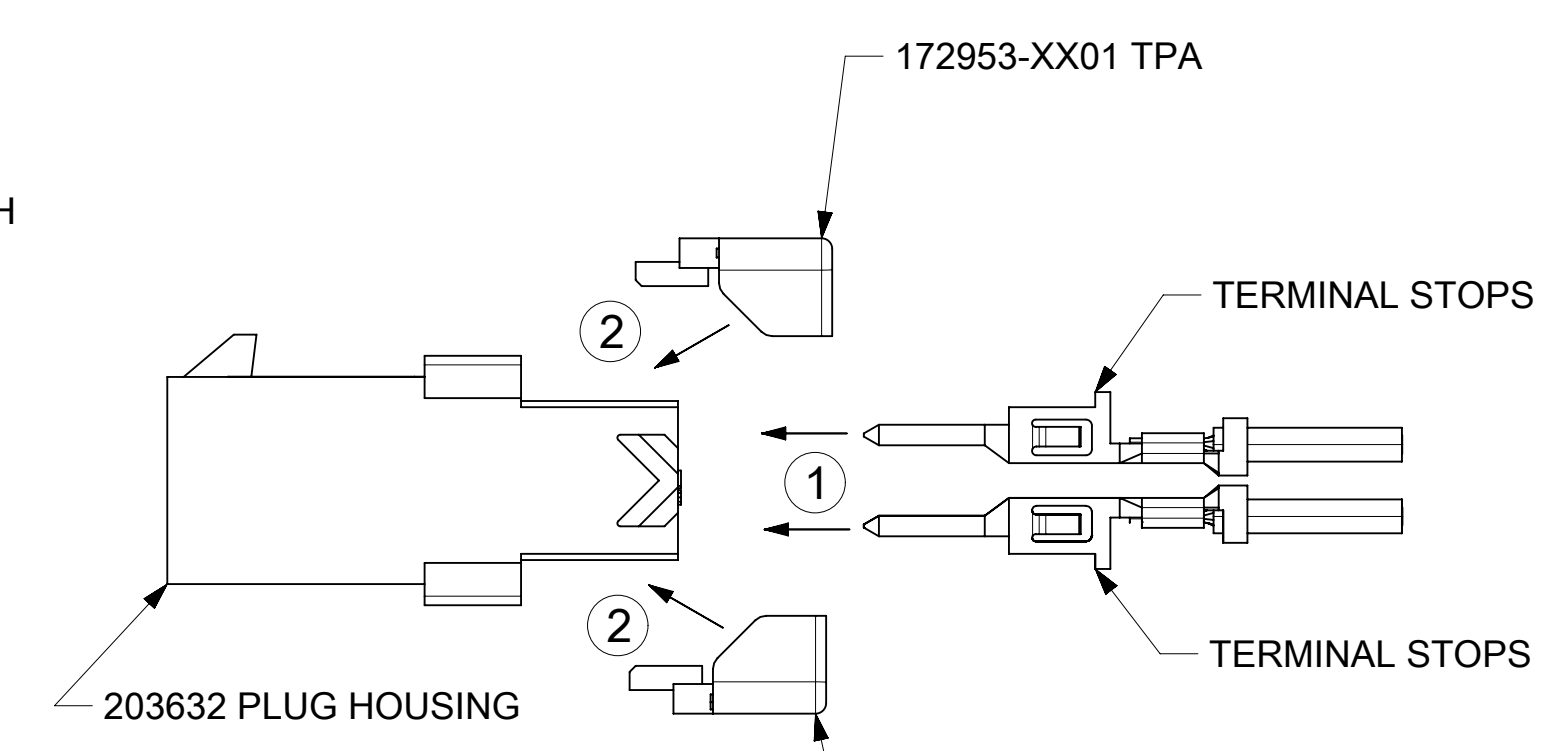 172953-XX01 TPA
H
TERMINAL STOPS
2
1
2
TERMINAL STOPS
203632 PLUG HOUSING